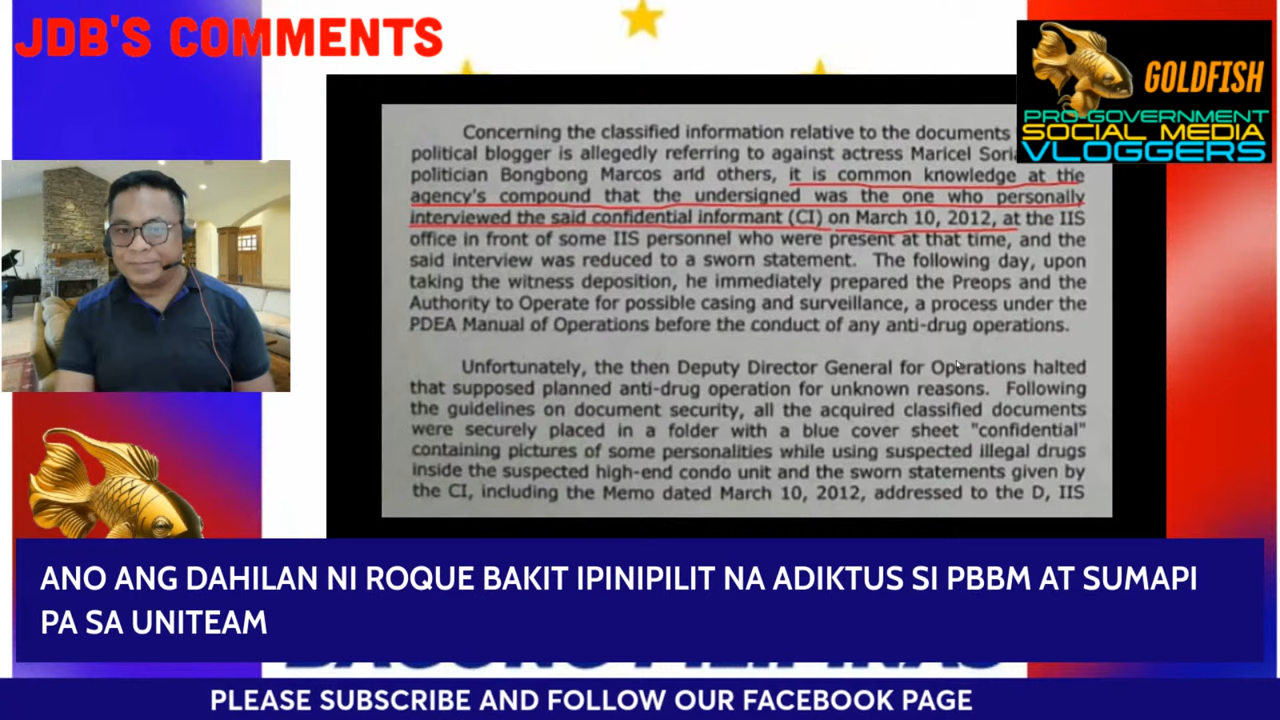 JDB'S COMMENTS
GOLDFISH
PRO-GOVERNMENT
SOCIAL MEDIA
VLOGGERS
Concerning the classified information relative to the documents
political blogger is allegedly referring to against actress Maricel
politician Bongbong Marcos and others, it is common knowledge at the
agency's compound that the undersigned was the one who personally
interviewed the said confidential informant (CI) on March 10, 2012, at the IIS
office in front of some IIS personnel who were present at that time, and the
said interview was reduced to a sworn statement. The following day, upon
taking the witness deposition, he immediately prepared the Preops and the
Authority to Operate for possible casing and surveillance, a process under the
PDEA Manual of Operations before the conduct of any anti-drug operations.
Unfortunately, the then Deputy Director General for Operations halted
that supposed planned anti-drug operation for unknown reasons. Following
the guidelines on document security, all the acquired classified documents
were securely placed in a folder with a blue cover sheet "confidential"
containing pictures of some personalities while using suspected illegal drugs
inside the suspected high-end condo unit and the sworn statements given by
the CI, including the Memo dated March 10, 2012, addressed to the D, IIS
ANO ANG DAHILAN NI ROQUE BAKIT IPINIPILIT NA ADIKTUS SI PBBM AT SUMAPI
PA SA UNITEAM
PLEASE SUBSCRIBE AND FOLLOW OUR FACEBOOK PAGE